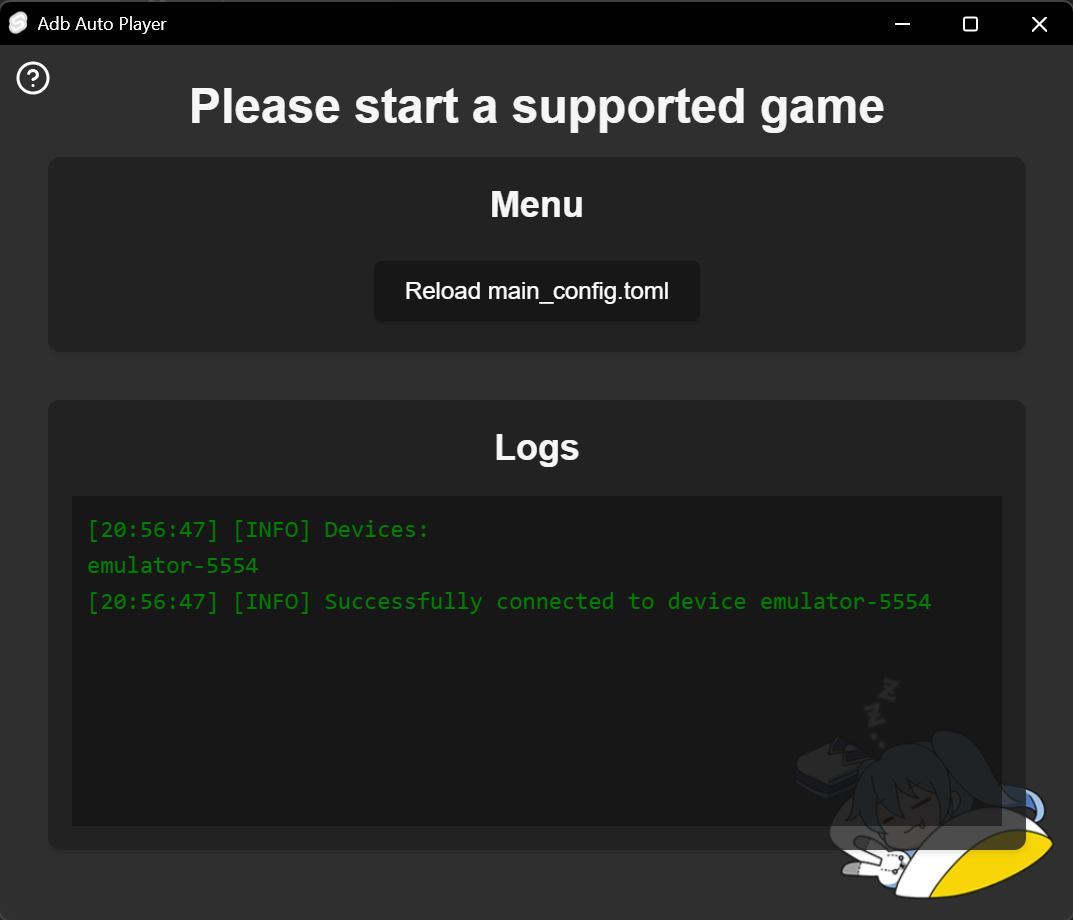 Adb Auto Player
Please start a supported game
Menu
Reload main_config.toml
Logs
[20:56:47] [INFO] Devices:
emulator-5554
[20:56:47] [INFO] Successfully connected to device emulator-5554
Z
Z